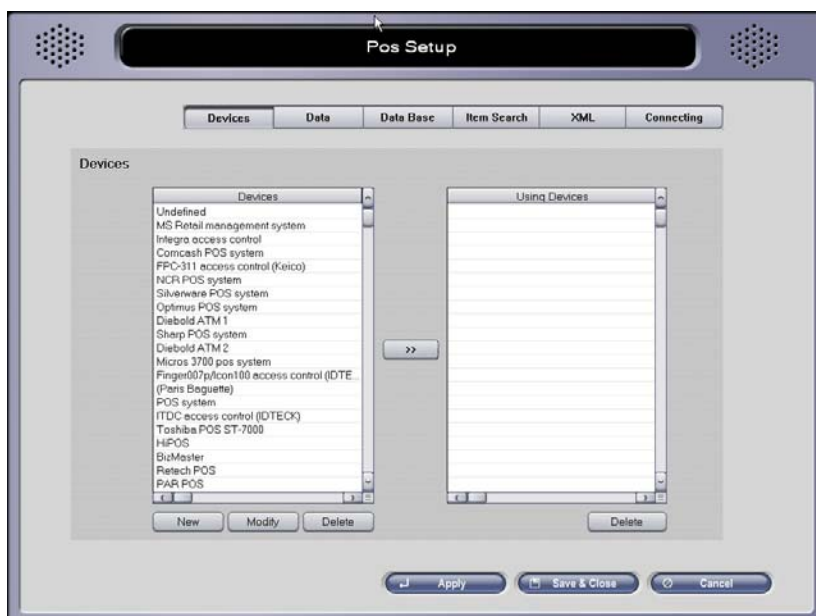 Pos Setup
Devices
Data
Data Base
Item Search
XML
Connecting
Devices
Devices
Undefined
MS Retail management system
Integra access control
Comcash POS system
FPC-311 access control (Keico)
NCR POS system
Silverware POS system
Optimus POS system
Diebold ATM 1
Sharp POS system
Diebold ATM 2
Micros 3700 pos system
Finger007p/Icon100 access control (IDTE...
(Paris Baguette)
POS system
ITDC access control (IDTECK)
Toshiba POS ST-7000
HiPOS
BizMaster
Retech POS
PAR POS
>>
Using Devices
New
Modify
Delete
Delete
Apply
Save & Close
Cancel